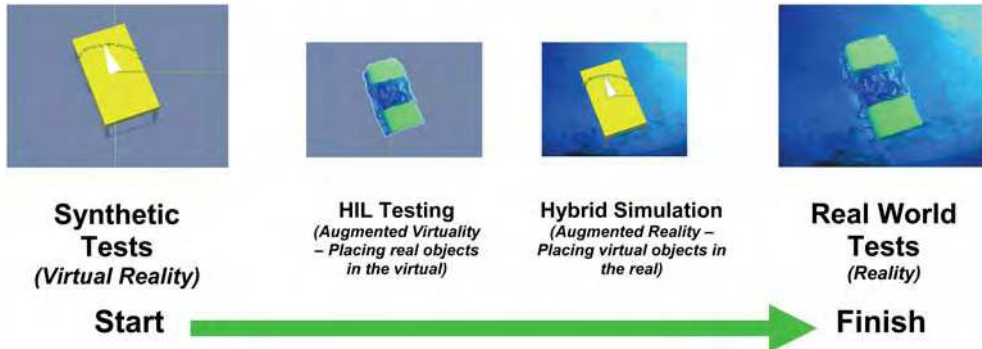 Synthetic
Tests
(Virtual Reality)
HIL Testing
(Augmented Virtuality
– Placing real objects
in the virtual)
Hybrid Simulation
(Augmented Reality –
Placing virtual objects in
the real)
Real World
Tests
(Reality)
Start
Finish